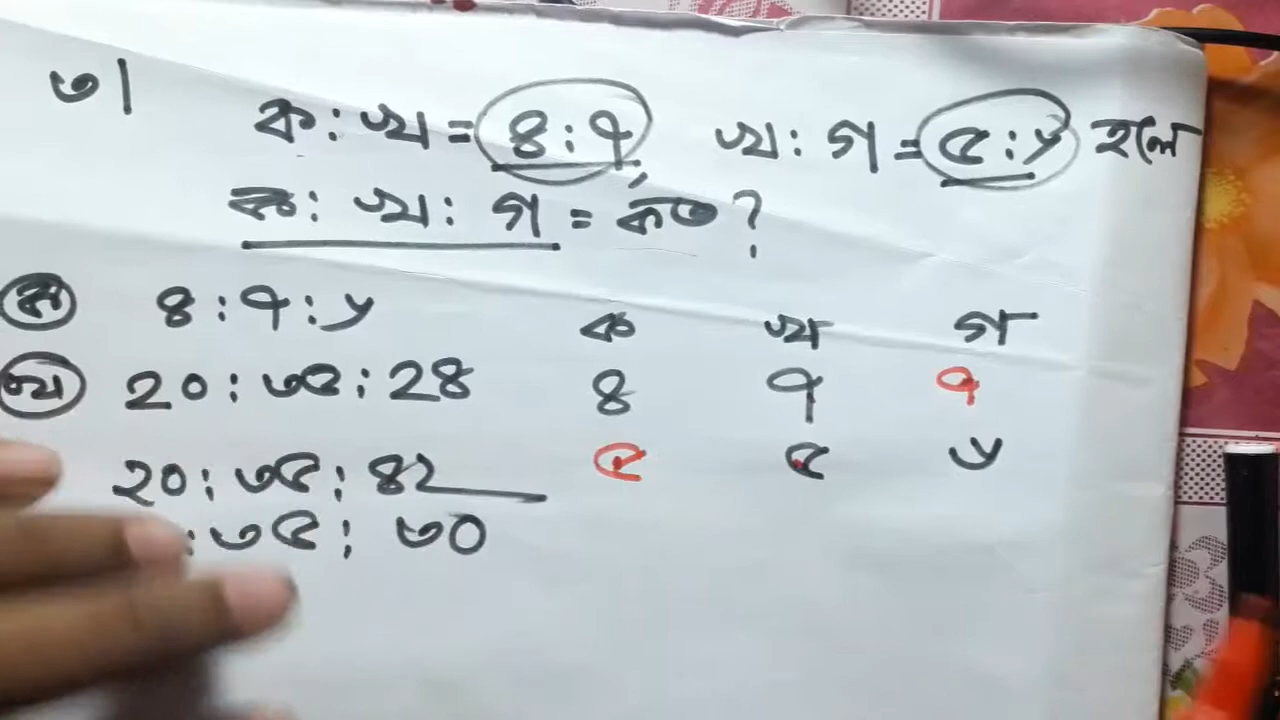 ৩। ক : খ = ৪ : ৭, খ : গ = ৫ : ৬ হলে
ক : খ : গ = কত ?
ক ৪ : ৭ : ৬
খ ২০ : ৩৫ : ২৪
২০ : ৩৫ : ৪২
: ৩৫ : ৩০
ক খ গ
৪ ৭ ৭
৫ ৫ ৬